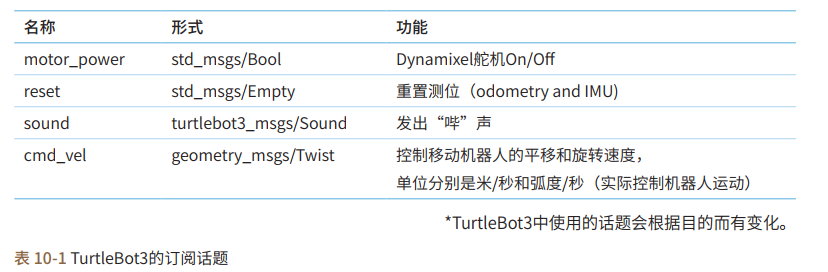 名称 形式 功能
motor_power std_msgs/Bool Dynamixel舵机On/Off
reset std_msgs/Empty 重置测位（odometry and IMU)
sound turtlebot3_msgs/Sound 发出“哔”声
cmd_vel geometry_msgs/Twist 控制移动机器人的平移和旋转速度，
单位分别是米/秒和弧度/秒（实际控制机器人运动）
*TurtleBot3中使用的话题会根据目的而有变化。
表 10-1 TurtleBot3的订阅话题